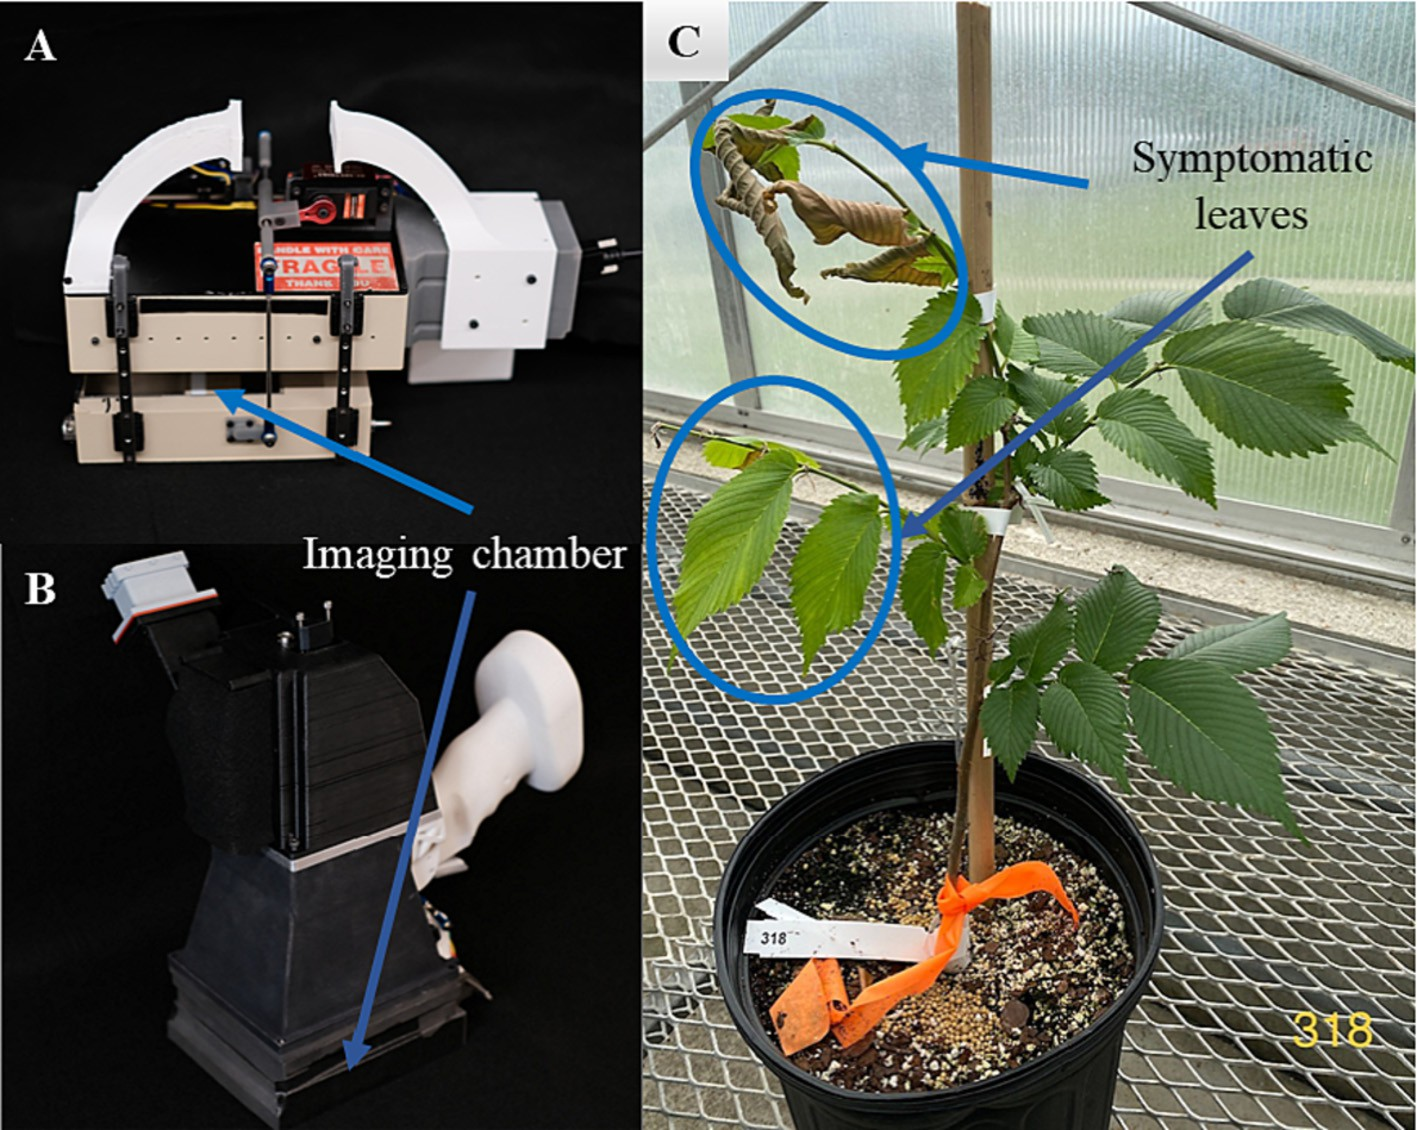 A
HANDLE WITH CARE
FRAGILE
THANK YOU
Imaging chamber
B
C
Symptomatic
leaves
318
318